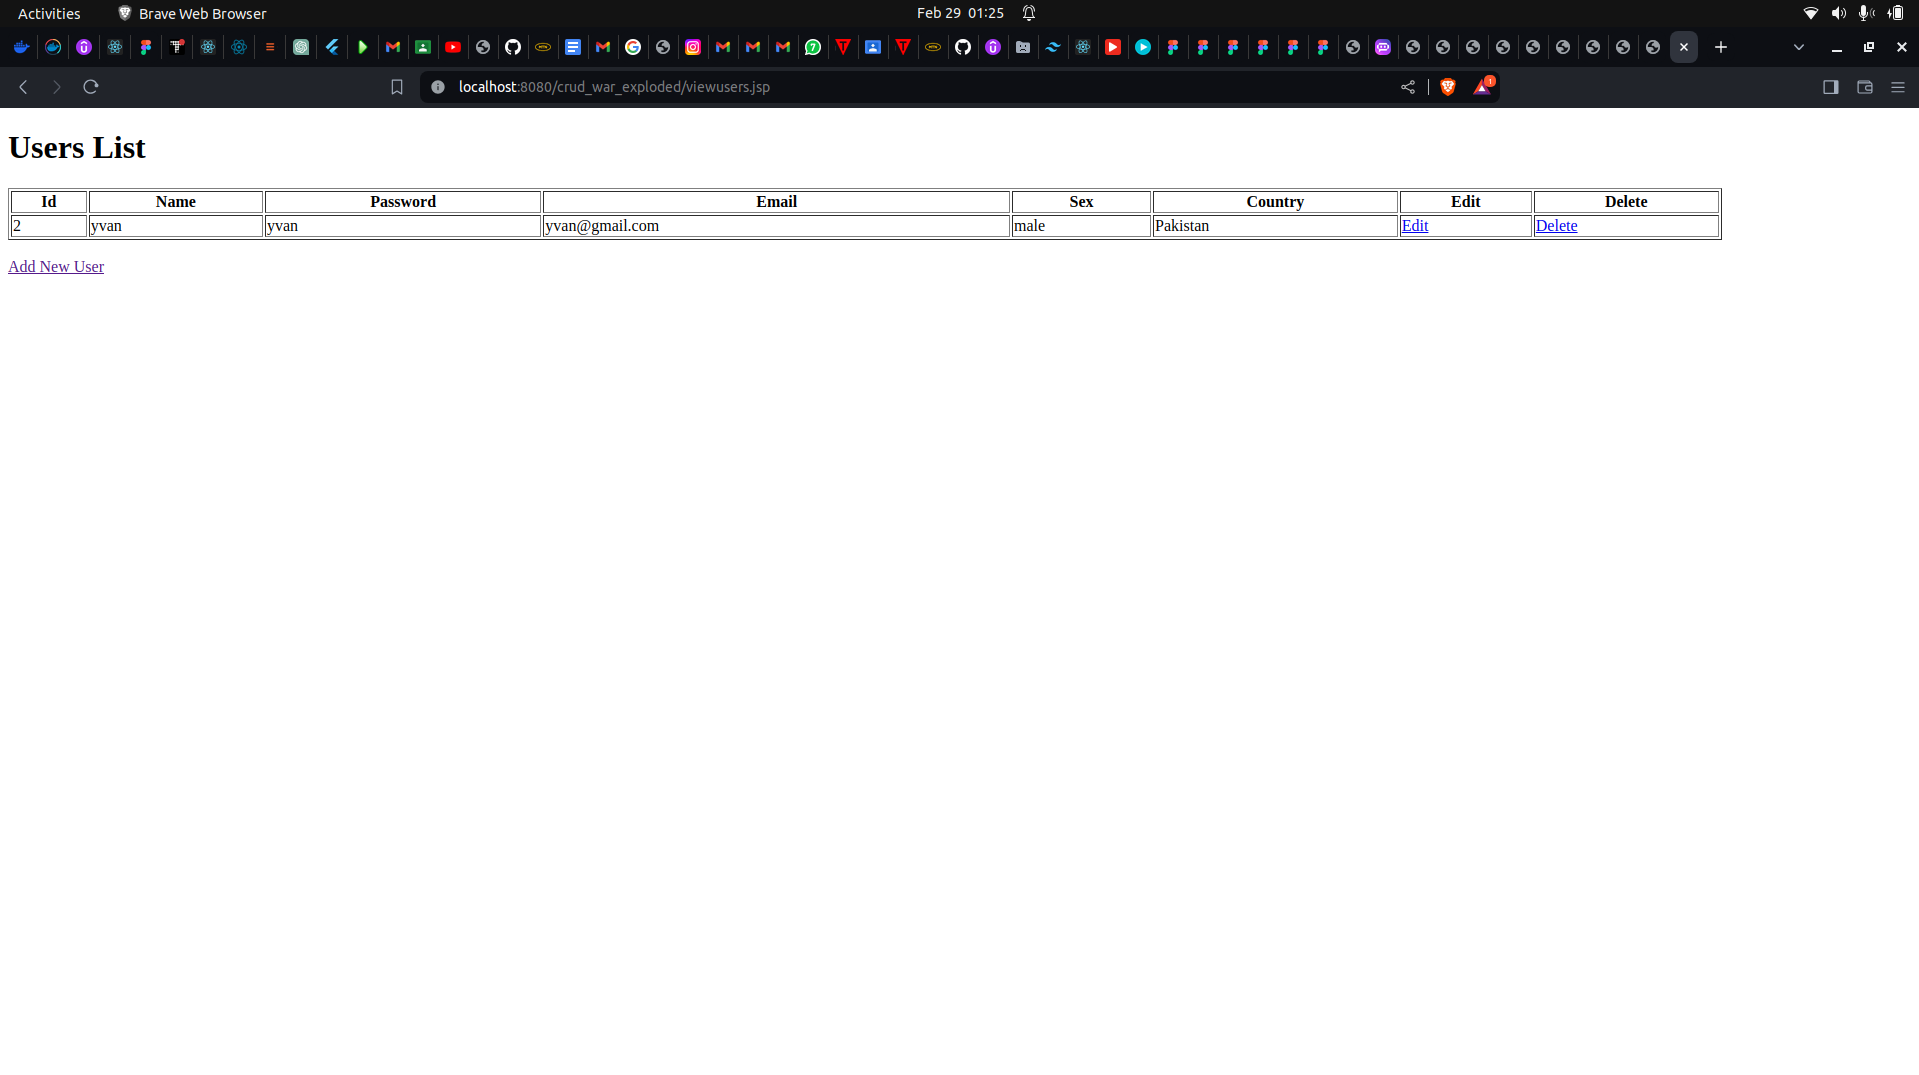 Activities Brave Web Browser Feb 29 01:25
localhost:8080/crud_war_exploded/viewusers.jsp 1
Users List
Id Name Password Email Sex Country Edit Delete
2 yvan yvan yvan@gmail.com male Pakistan Edit Delete
Add New User